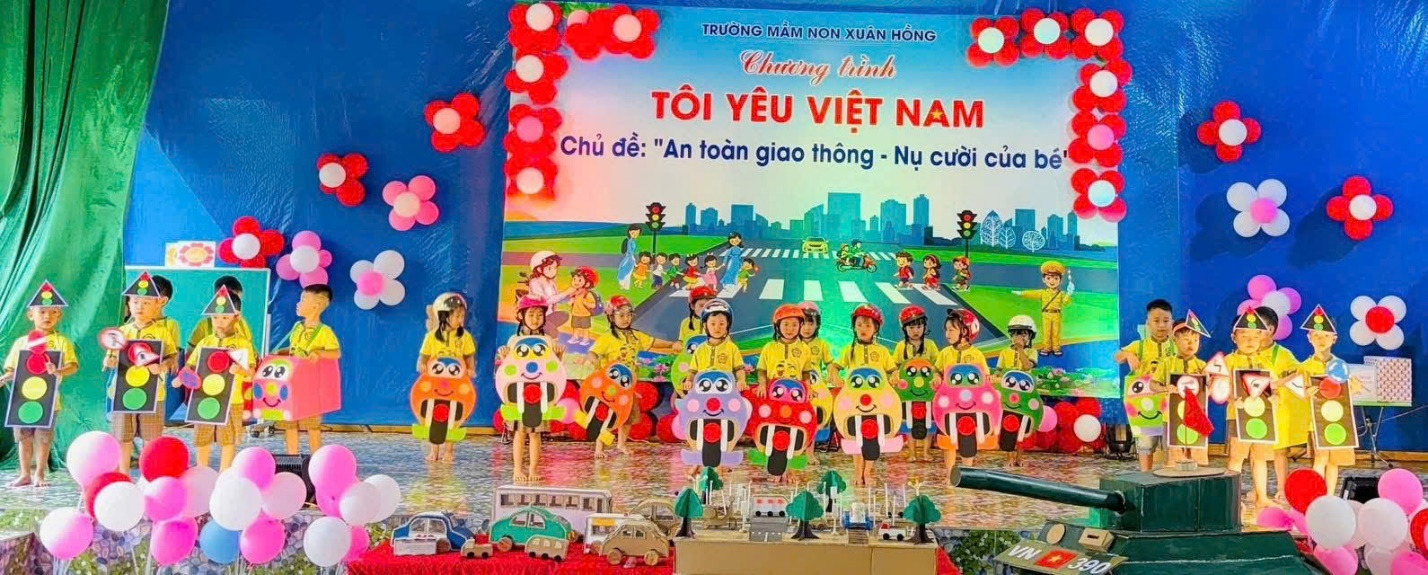 TRƯỜNG MẦM NON XUÂN HỒNG
Chương trình
TÔI YÊU VIỆT NAM
Chủ đề: "An toàn giao thông - Nụ cười của bé"
VN 390